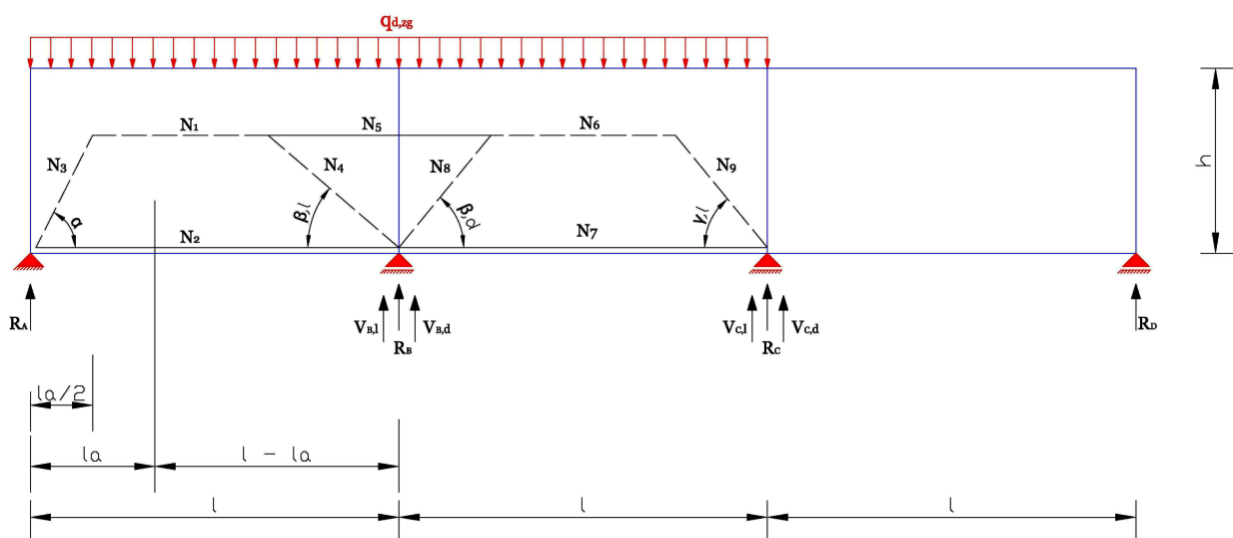 qd,zg
N1 N5 N6
N3 N4 N8 N9
α β,l β,d γ,l
N2 N7
h
RA VB,l VB,d VC,l VC,d RD
RB RC
la/2
la l - la
l l l